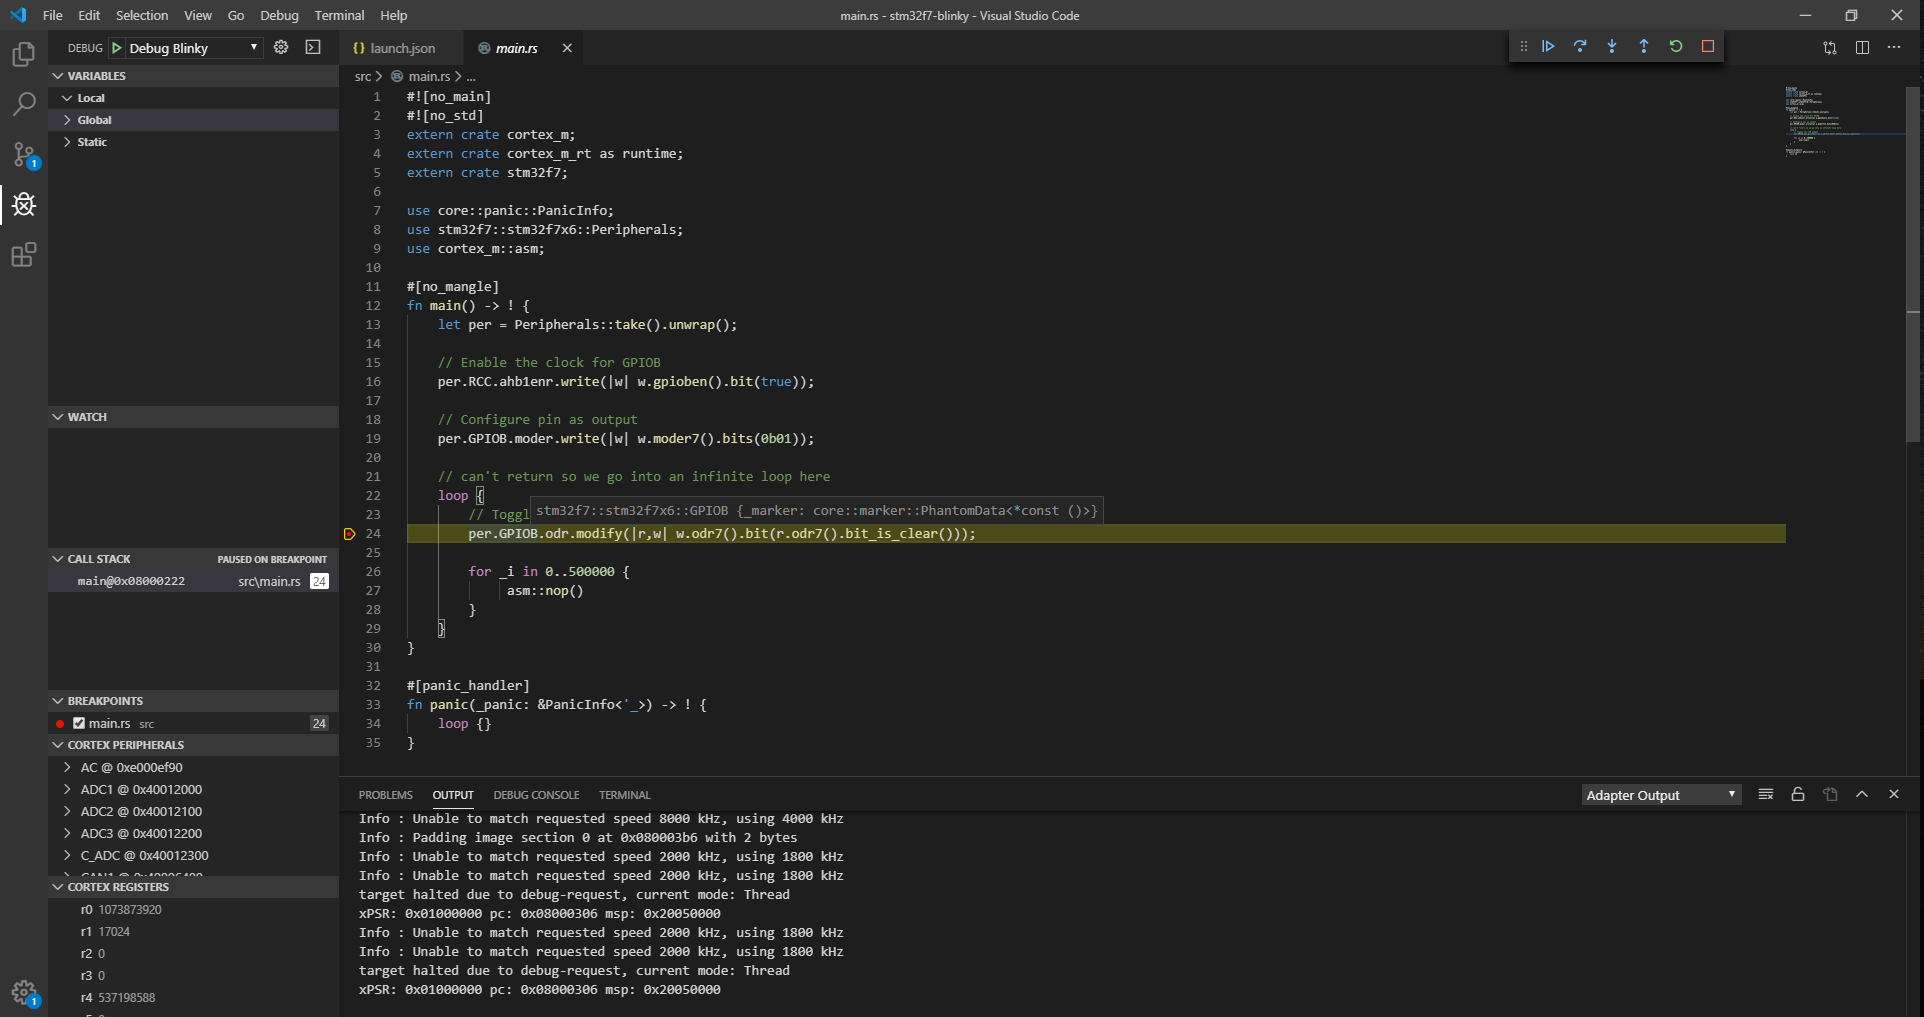 File Edit Selection View Go Debug Terminal Help
main.rs - stm32f7-blinky - Visual Studio Code
DEBUG Debug Blinky
VARIABLES
Local
Global
Static
1
WATCH
CALL STACK PAUSED ON BREAKPOINT
main@0x08000222 src\main.rs 24
BREAKPOINTS
main.rs src 24
CORTEX PERIPHERALS
AC @ 0xe000ef90
ADC1 @ 0x40012000
ADC2 @ 0x40012100
ADC3 @ 0x40012200
C_ADC @ 0x40012300
CORTEX REGISTERS
r0 1073873920
r1 17024
r2 0
r3 0
r4 537198588
1
{} launch.json main.rs
src > main.rs > ...
1 #![no_main]
2 #![no_std]
3 extern crate cortex_m;
4 extern crate cortex_m_rt as runtime;
5 extern crate stm32f7;
6
7 use core::panic::PanicInfo;
8 use stm32f7::stm32f7x6::Peripherals;
9 use cortex_m::asm;
10
11 #[no_mangle]
12 fn main() -> ! {
13 let per = Peripherals::take().unwrap();
14
15 // Enable the clock for GPIOB
16 per.RCC.ahb1enr.write(|w| w.gpioben().bit(true));
17
18 // Configure pin as output
19 per.GPIOB.moder.write(|w| w.moder7().bits(0b01));
20
21 // can't return so we go into an infinite loop here
22 loop {
stm32f7::stm32f7x6::GPIOB {_marker: core::marker::PhantomData<*const ()>}
23 // Toggl
24 per.GPIOB.odr.modify(|r,w| w.odr7().bit(r.odr7().bit_is_clear()));
25
26 for _i in 0..500000 {
27 asm::nop()
28 }
29 }
30 }
31
32 #[panic_handler]
33 fn panic(_panic: &PanicInfo<'_>) -> ! {
34 loop {}
35 }
PROBLEMS OUTPUT DEBUG CONSOLE TERMINAL Adapter Output
Info : Unable to match requested speed 8000 kHz, using 4000 kHz
Info : Padding image section 0 at 0x080003b6 with 2 bytes
Info : Unable to match requested speed 2000 kHz, using 1800 kHz
Info : Unable to match requested speed 2000 kHz, using 1800 kHz
target halted due to debug-request, current mode: Thread
xPSR: 0x01000000 pc: 0x08000306 msp: 0x20050000
Info : Unable to match requested speed 2000 kHz, using 1800 kHz
Info : Unable to match requested speed 2000 kHz, using 1800 kHz
target halted due to debug-request, current mode: Thread
xPSR: 0x01000000 pc: 0x08000306 msp: 0x20050000